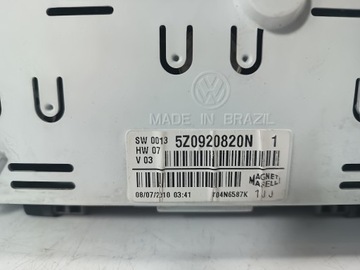 MADE IN BRAZIL
SW 0013 5Z0920820N 1
HW 07
V 03
MAGNETI
MARELLI
08/07/2010 03:41